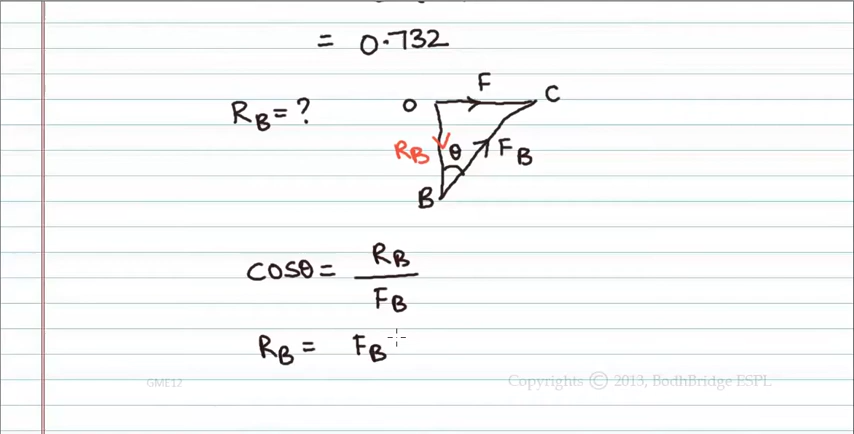 = 0.732
F
R_B = ?
O
C
R_B
θ
F_B
B
cosθ = R_B / F_B
R_B = F_B
GME12
Copyrights © 2013, BodhBridge ESPL